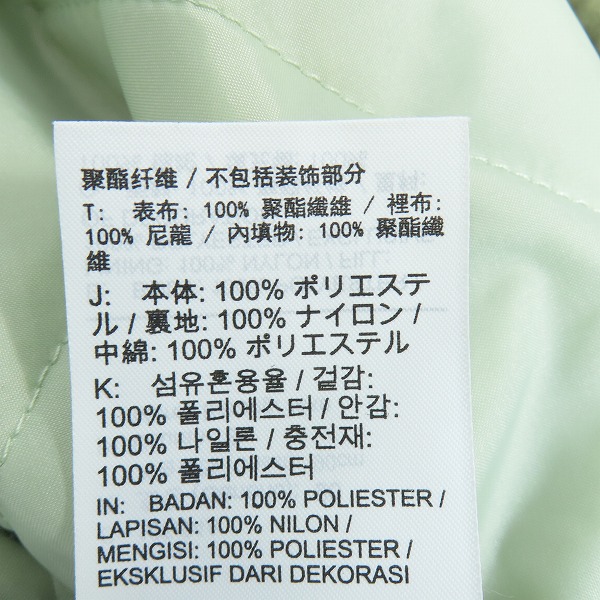 聚酯纤维 / 不包括装饰部分
T: 表布: 100% 聚酯纖維 / 裡布:
100% 尼龍 / 內填物: 100% 聚酯纖
維
J: 本体: 100% ポリエステ
ル / 裏地: 100% ナイロン /
中綿: 100% ポリエステル
K: 섬유혼용율 / 겉감:
100% 폴리에스터 / 안감:
100% 나일론 / 충전재:
100% 폴리에스터
IN: BADAN: 100% POLIESTER /
LAPISAN: 100% NILON /
MENGISI: 100% POLIESTER /
EKSKLUSIF DARI DEKORASI